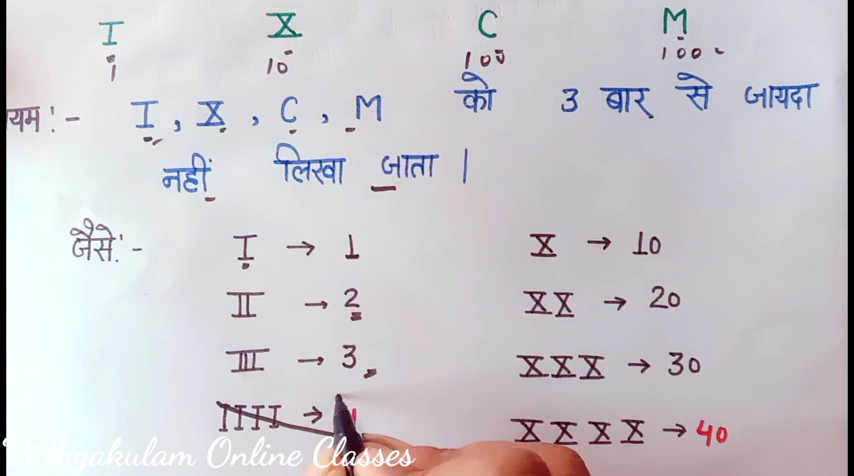 I X C M
1 10 100 1000
यम :- I, X, C, M को 3 बार से जायदा
नहीं लिखा जाता |
जैसे:- I → 1 X → 10
II → 2 XX → 20
III → 3 XXX → 30
IIII → XXXX → 40
Vidhyakulam Online Classes